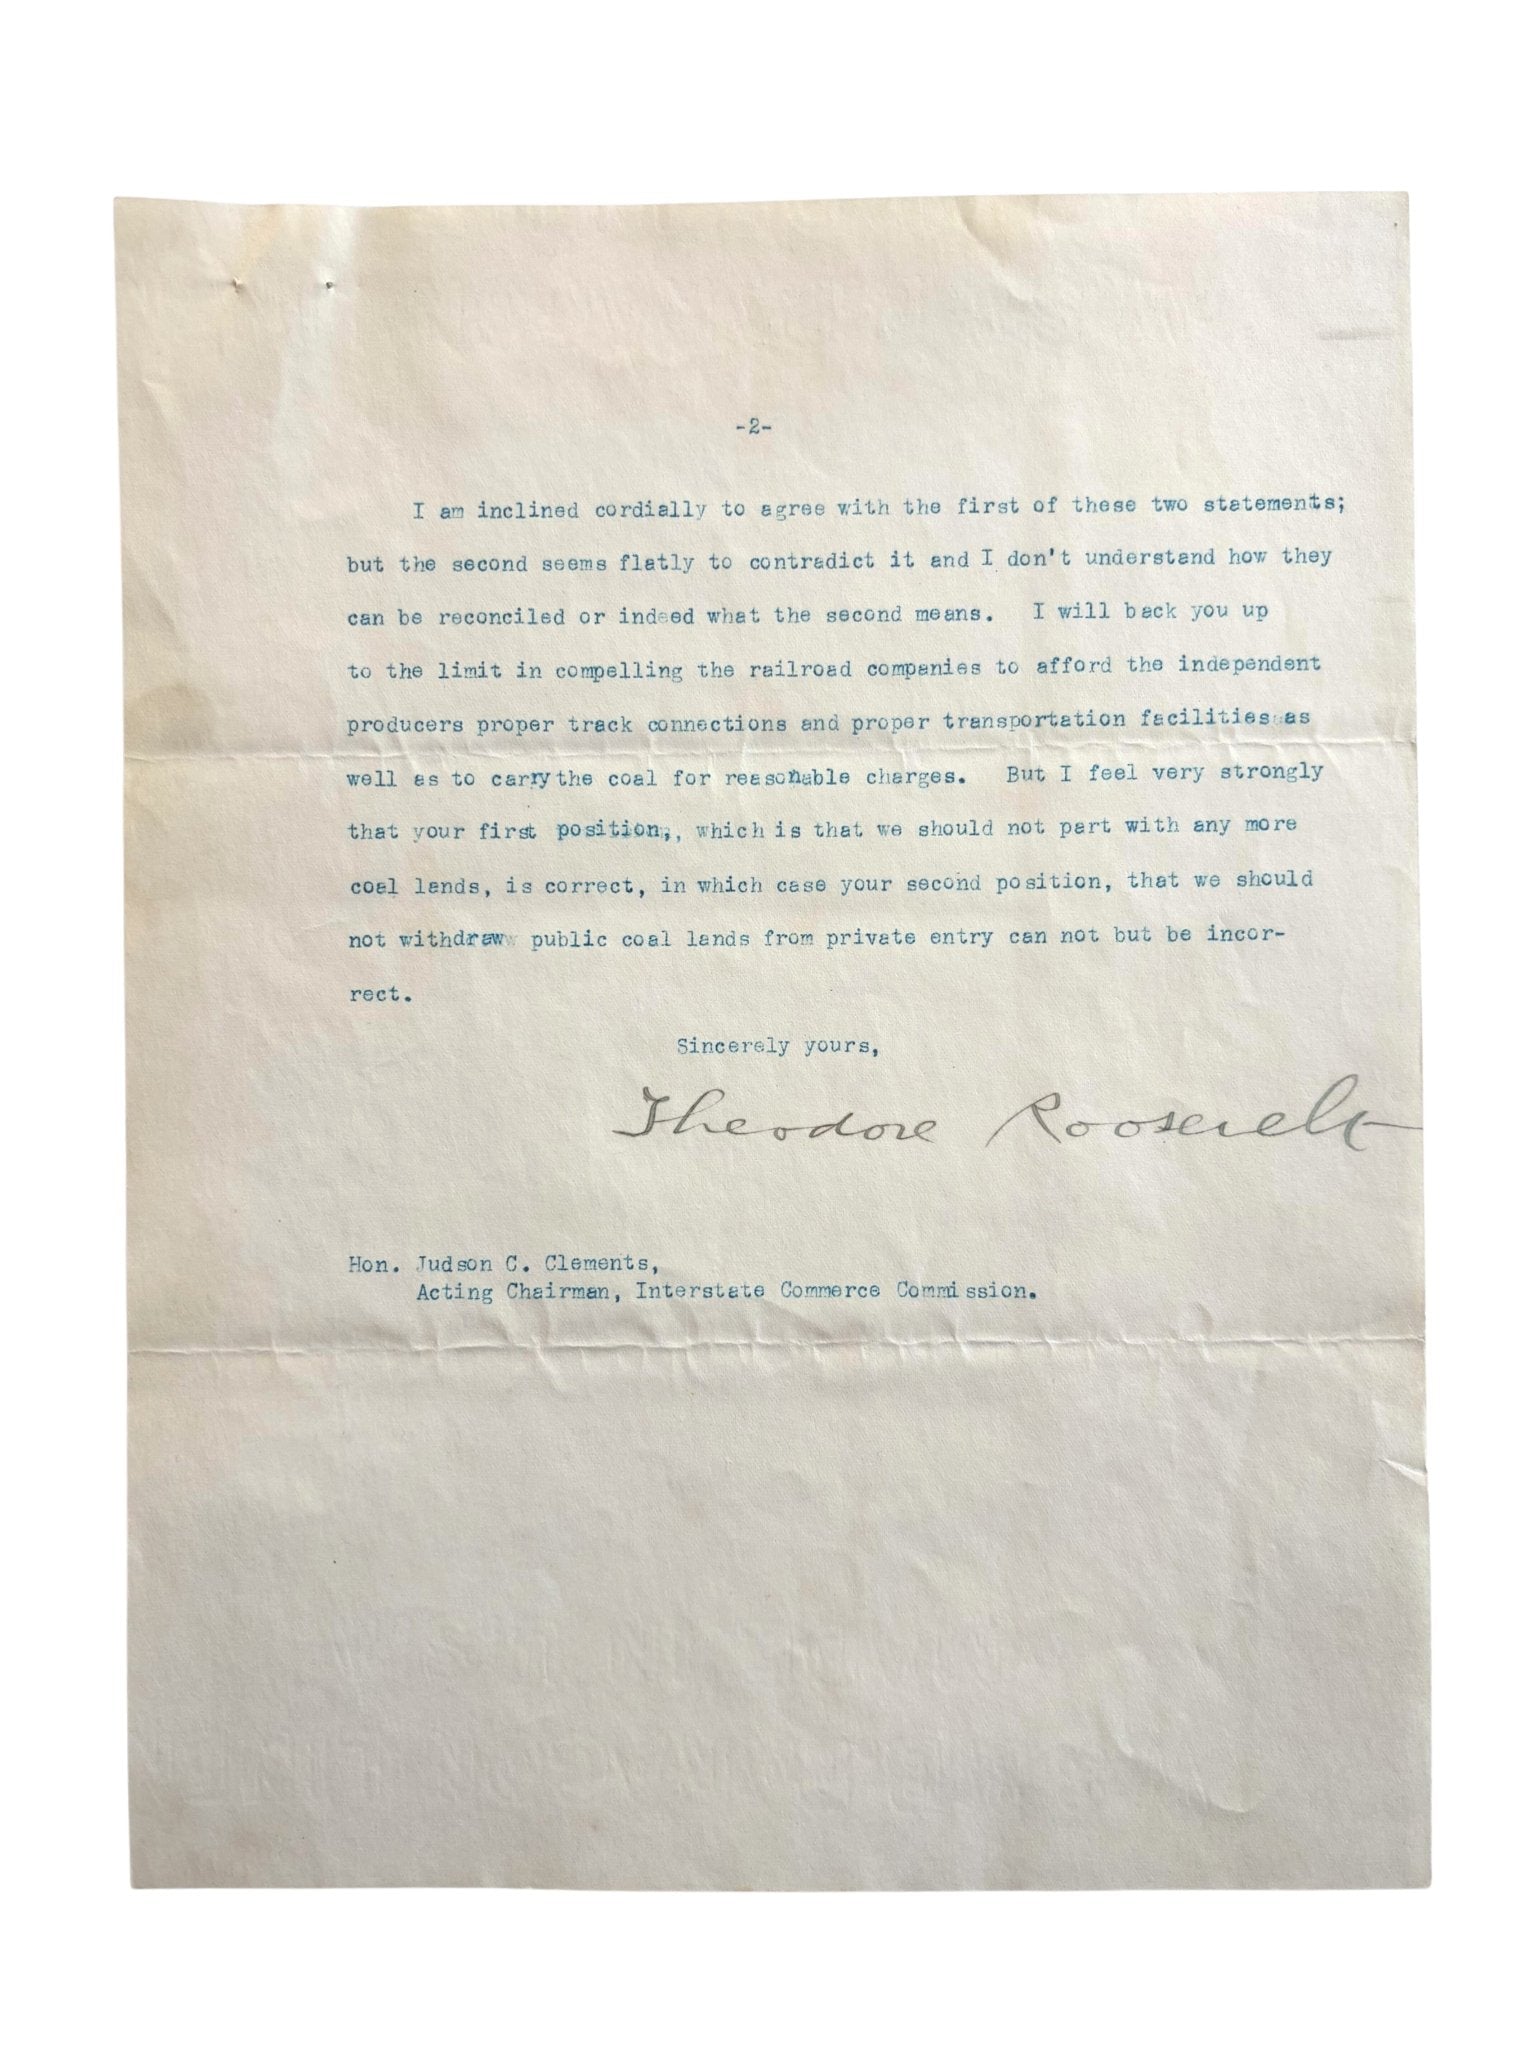 -2-
I am inclined cordially to agree with the first of these two statements;
but the second seems flatly to contradict it and I don't understand how they
can be reconciled or indeed what the second means. I will back you up
to the limit in compelling the railroad companies to afford the independent
producers proper track connections and proper transportation facilities as
well as to carry the coal for reasonable charges. But I feel very strongly
that your first position,, which is that we should not part with any more
coal lands, is correct, in which case your second position, that we should
not withdraw public coal lands from private entry can not but be incor-
rect.
Sincerely yours,
Theodore Roosevelt
Hon. Judson C. Clements,
Acting Chairman, Interstate Commerce Commission.